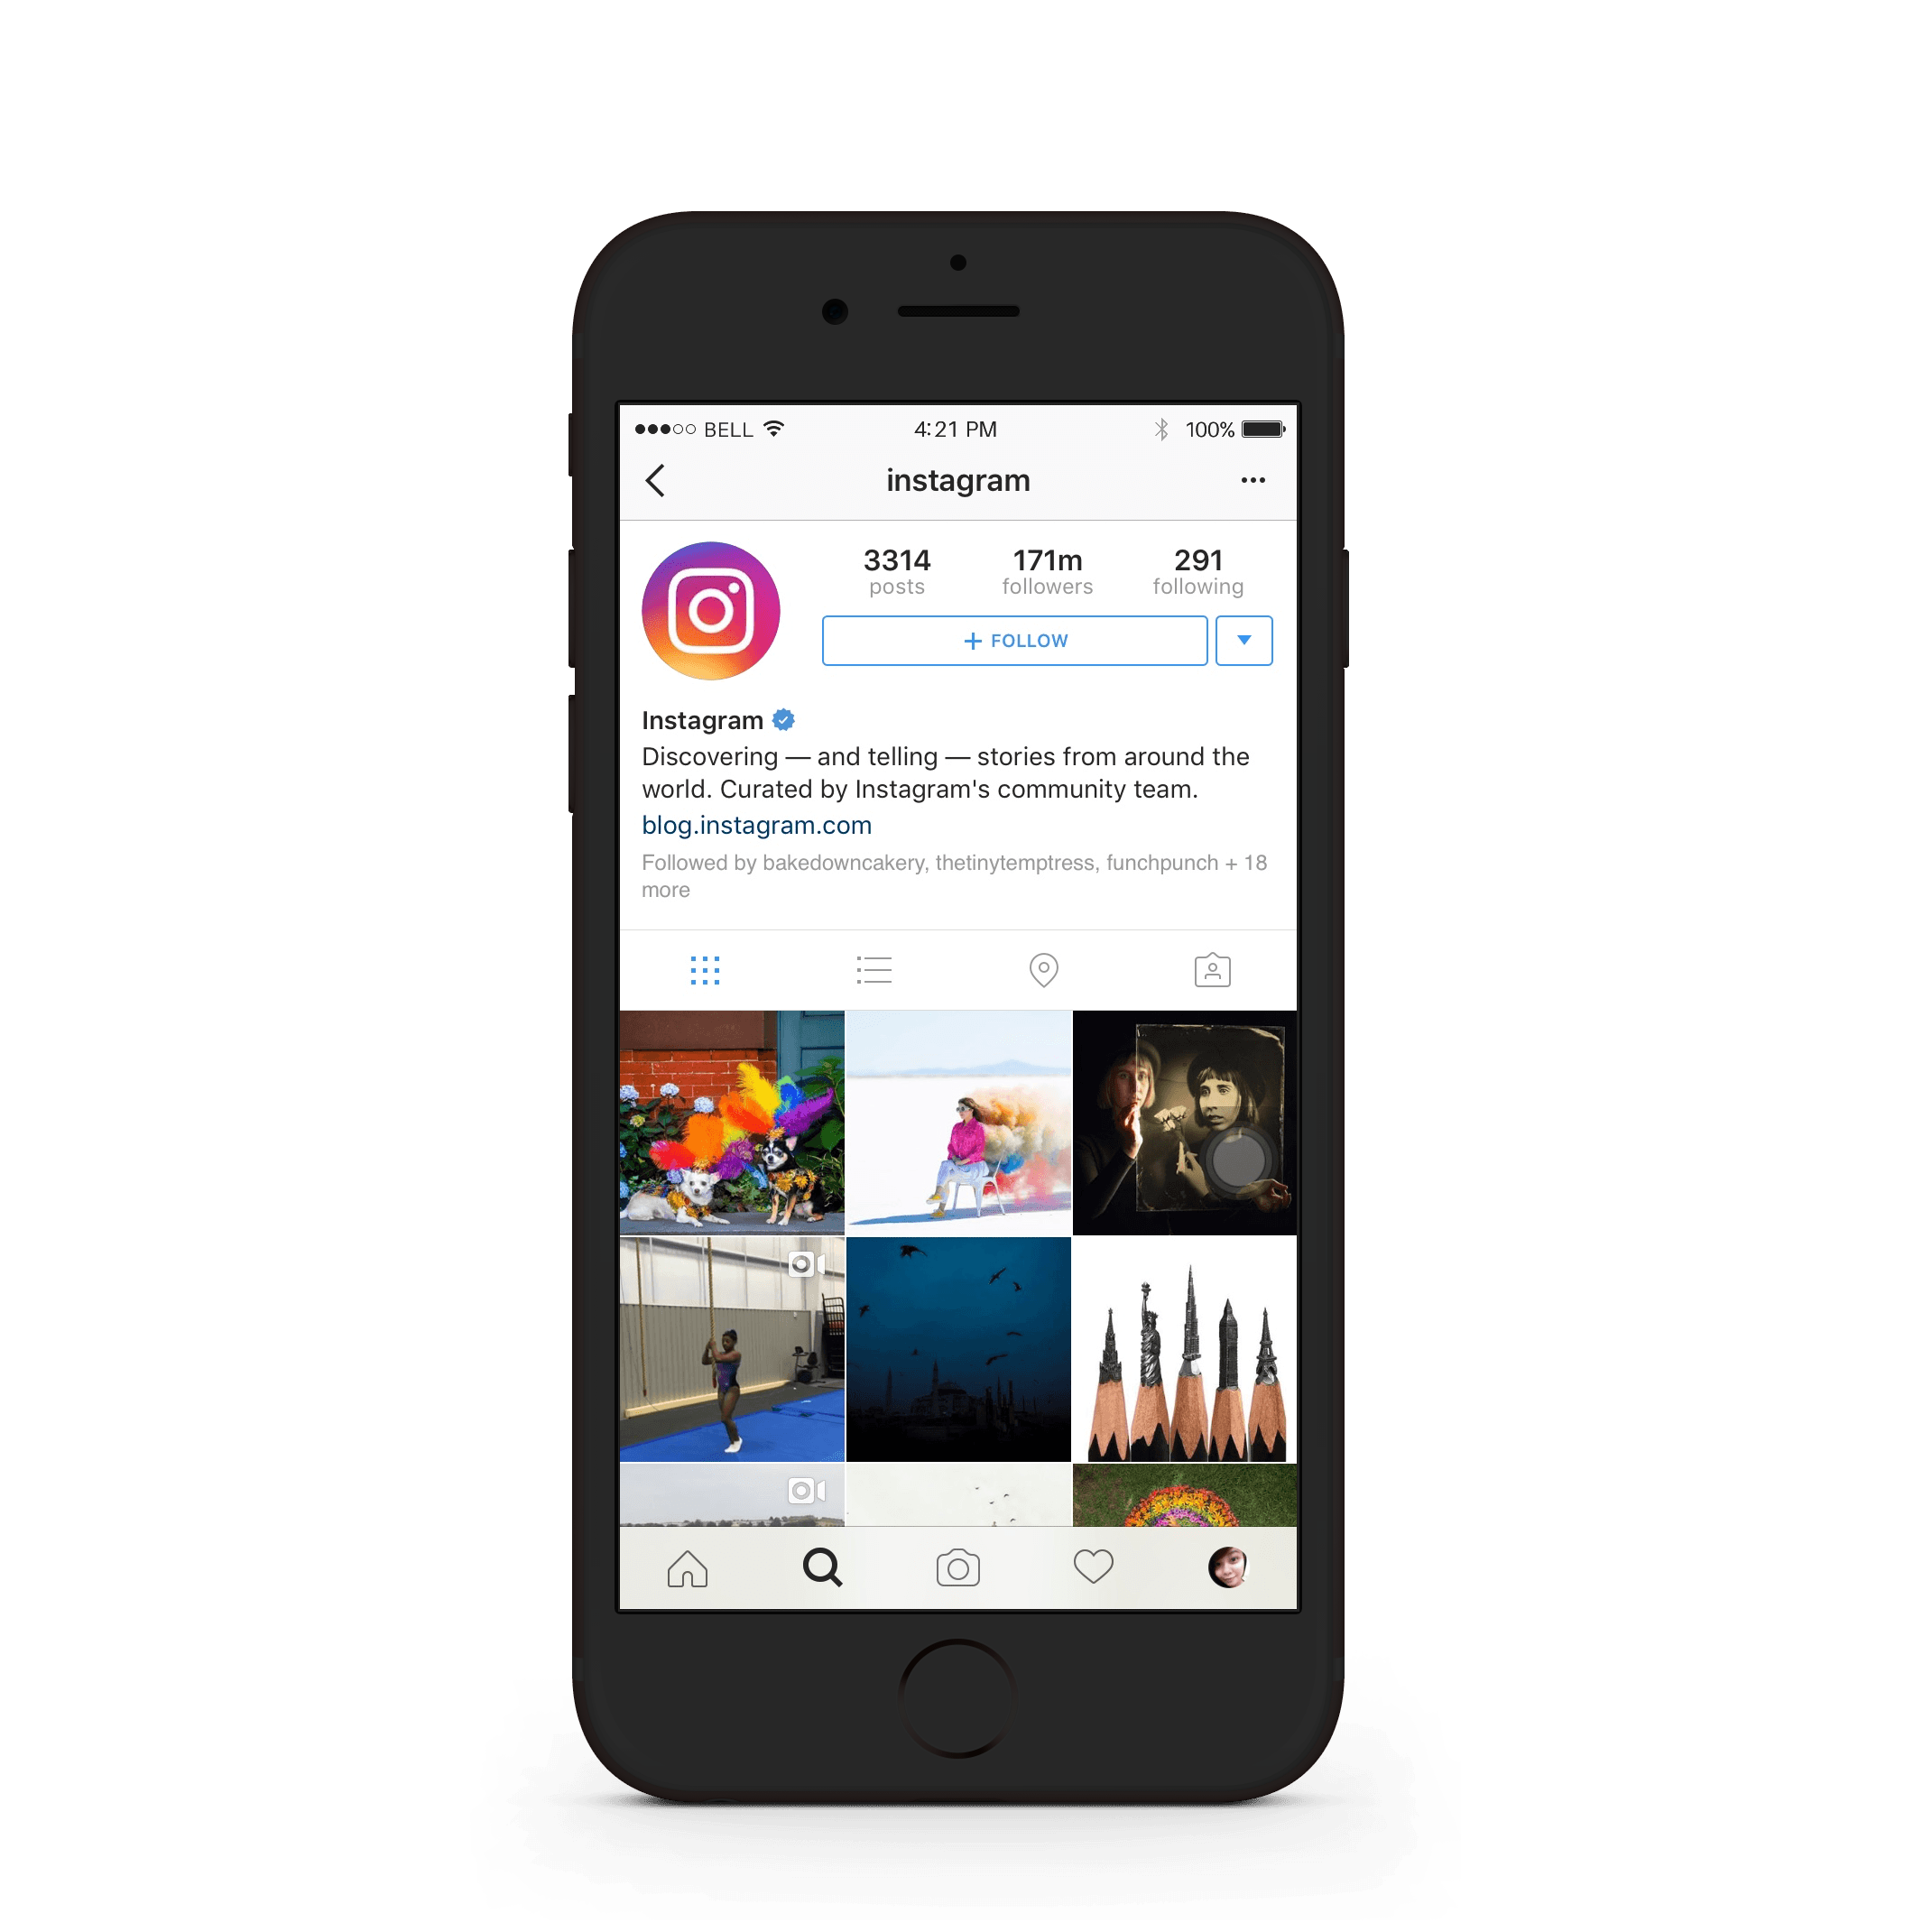 BELL 4:21 PM 100%
instagram
3314 171m 291
posts followers following
+ FOLLOW
Instagram
Discovering — and telling — stories from around the
world. Curated by Instagram's community team.
blog.instagram.com
Followed by bakedowncakery, thetinytemptress, funchpunch + 18
more